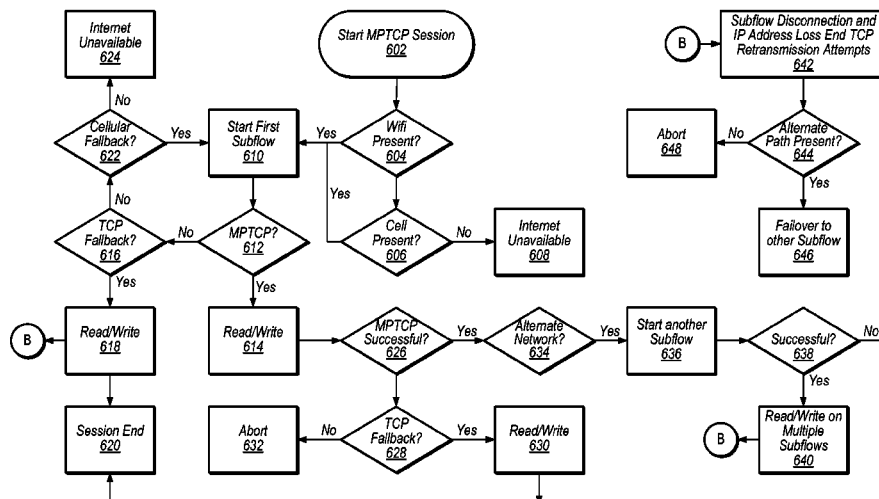 Internet
Unavailable
624
Start MPTCP Session
602
B
Subflow Disconnection and
IP Address Loss End TCP
Retransmission Attempts
642
No
Cellular
Fallback?
622
Yes
Start First
Subflow
610
Yes
Wifi
Present?
604
Abort
648
No
Alternate
Path Present?
644
No
Yes
Yes
TCP
Fallback?
616
No
MPTCP?
612
Cell
Present?
606
No
Internet
Unavailable
608
Failover to
other Subflow
646
Yes
Yes
B
Read/Write
618
Read/Write
614
MPTCP
Successful?
626
Yes
Alternate
Network?
634
Yes
Start another
Subflow
636
Successful?
638
No
Yes
Session End
620
Abort
632
No
TCP
Fallback?
628
Yes
Read/Write
630
B
Read/Write on
Multiple
Subflows
640